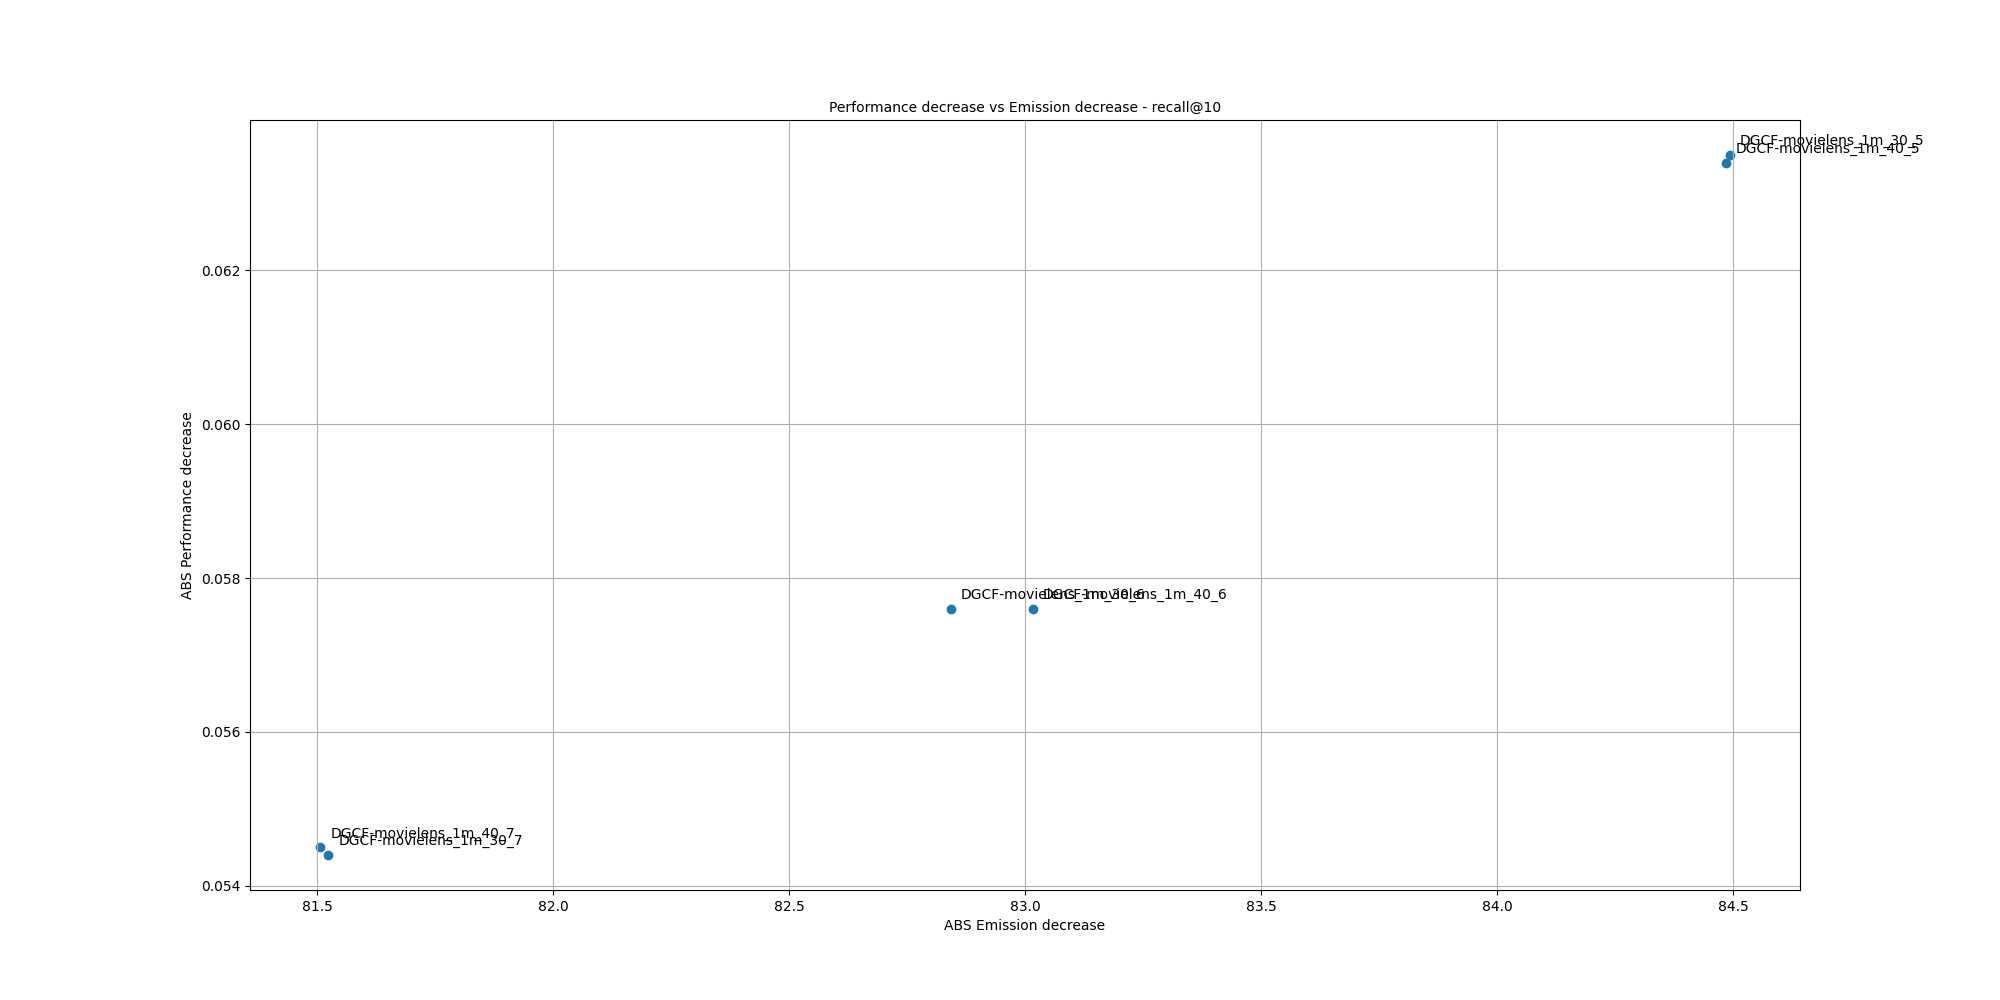 Performance decrease vs Emission decrease - recall@10
DGCF-movielens_1m_30_5
DGCF-movielens_1m_40_5
0.062
0.060
0.058
0.056
0.054
ABS Performance decrease
DGCF-movielens_1m_30_6
DGCF-movielens_1m_40_6
DGCF-movielens_1m_40_7
DGCF-movielens_1m_30_7
81.5 82.0 82.5 83.0 83.5 84.0 84.5
ABS Emission decrease